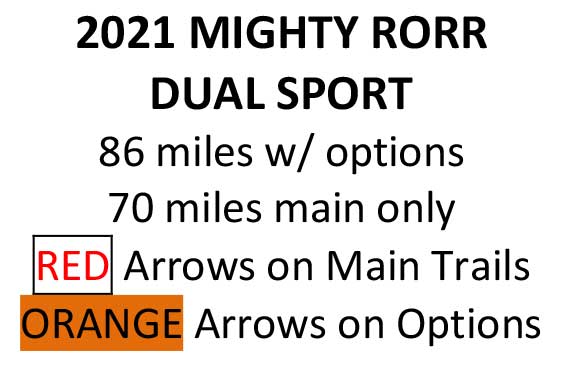 2021 MIGHTY RORR
DUAL SPORT
86 miles w/ options
70 miles main only
RED Arrows on Main Trails
ORANGE Arrows on Options